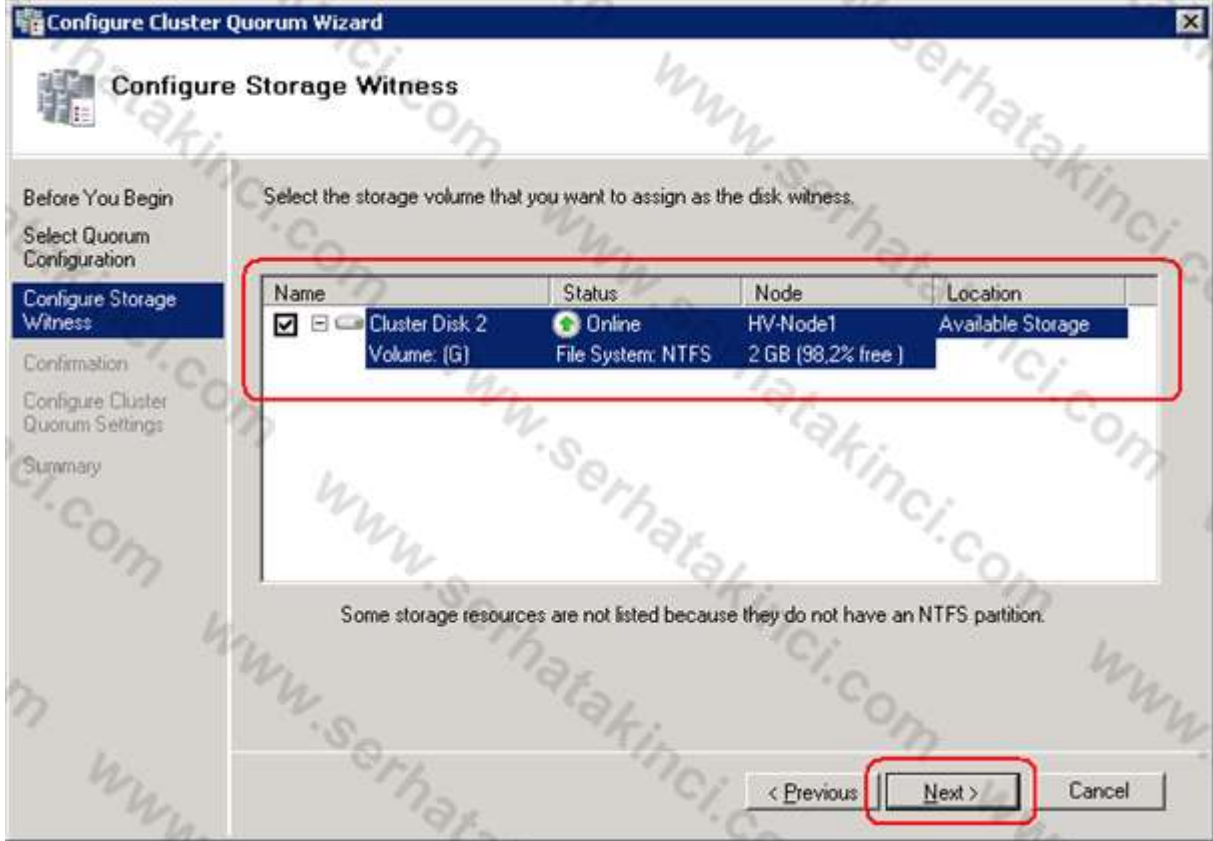 Configure Cluster Quorum Wizard
Configure Storage Witness
Before You Begin
Select Quorum
Configuration
Configure Storage
Witness
Confirmation
Configure Cluster
Quorum Settings
Summary
Select the storage volume that you want to assign as the disk witness.
Name Status Node Location
Cluster Disk 2 Online HV-Node1 Available Storage
Volume: (G) File System: NTFS 2 GB (98,2% free )
Some storage resources are not listed because they do not have an NTFS partition.
< Previous Next > Cancel
www.serhatakinci.com